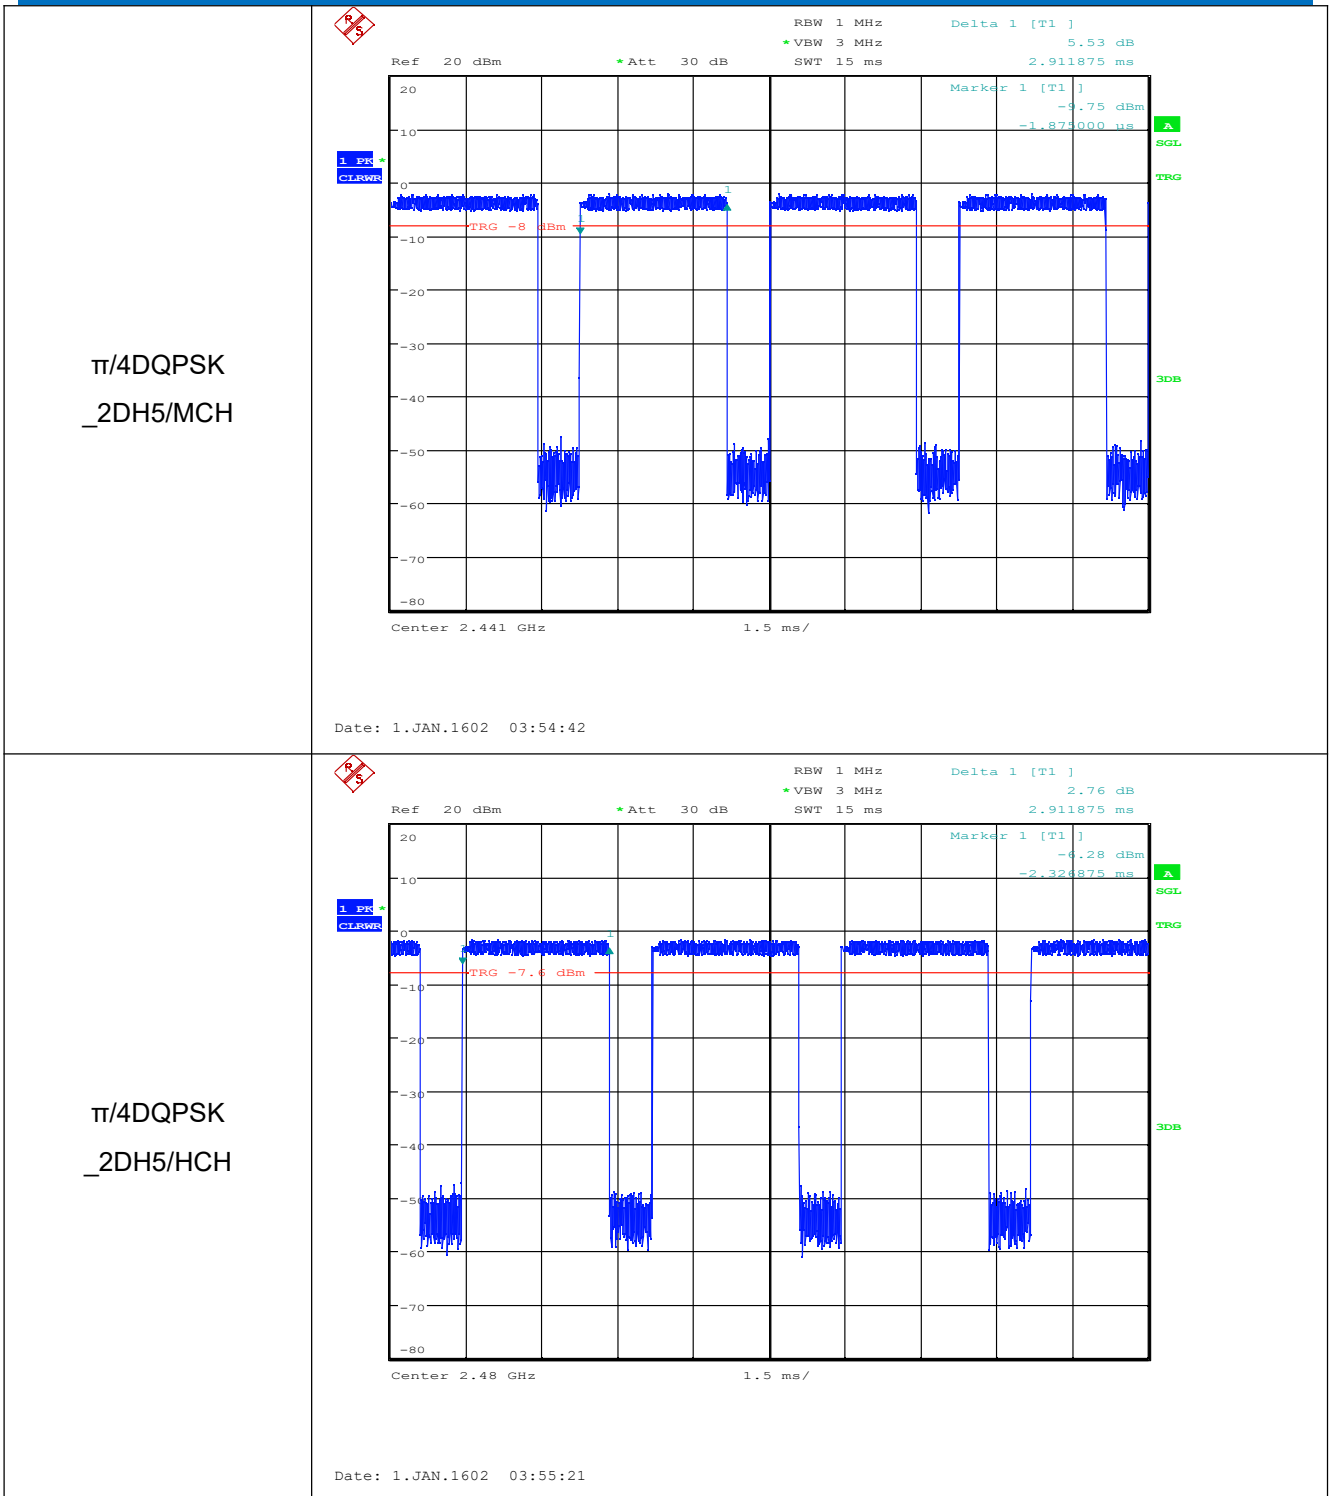 π/4DQPSK
_2DH5/MCH
R S
RBW 1 MHz
Delta 1 [T1 ]
*VBW 3 MHz
5.53 dB
Ref 20 dBm
*Att 30 dB
SWT 15 ms
2.911875 ms
20
Marker 1 [T1 ]
-9.75 dBm
-1.875000 us
A
10
SGL
1 PK *
CLRWR
TRG
0
1
1
TRG -8 dBm
-10
-20
-30
3DB
-40
-50
-60
-70
-80
Center 2.441 GHz
1.5 ms/
Date: 1.JAN.1602 03:54:42
π/4DQPSK
_2DH5/HCH
R S
RBW 1 MHz
Delta 1 [T1 ]
*VBW 3 MHz
2.76 dB
Ref 20 dBm
*Att 30 dB
SWT 15 ms
2.911875 ms
20
Marker 1 [T1 ]
-6.28 dBm
-2.326875 ms
A
10
SGL
1 PK *
CLRWR
TRG
0
1
TRG -7.6 dBm
-10
-20
-30
3DB
-40
-50
-60
-70
-80
Center 2.48 GHz
1.5 ms/
Date: 1.JAN.1602 03:55:21